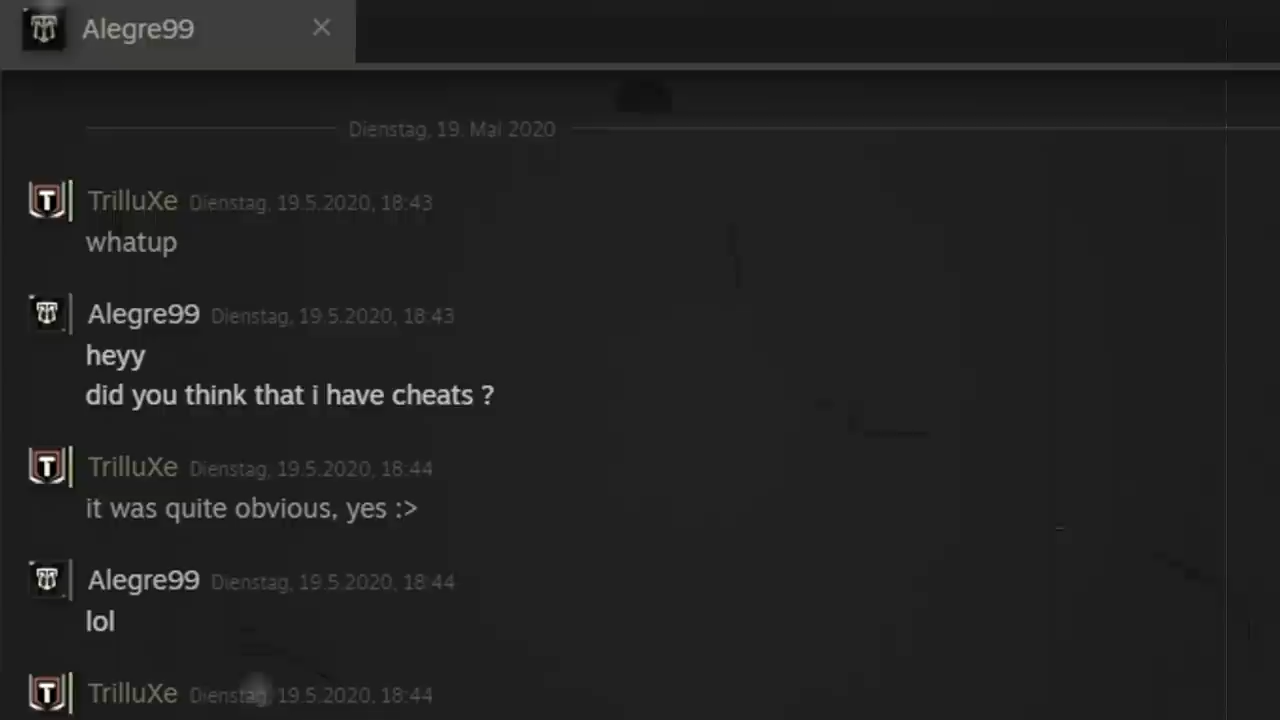 Alegre99
Dienstag, 19. Mai 2020
TrilluXe Dienstag, 19.5.2020, 18:43
whatup
Alegre99 Dienstag, 19.5.2020, 18:43
heyy
did you think that i have cheats ?
TrilluXe Dienstag, 19.5.2020, 18:44
it was quite obvious, yes :>
Alegre99 Dienstag, 19.5.2020, 18:44
lol
TrilluXe Dienstag, 19.5.2020, 18:44